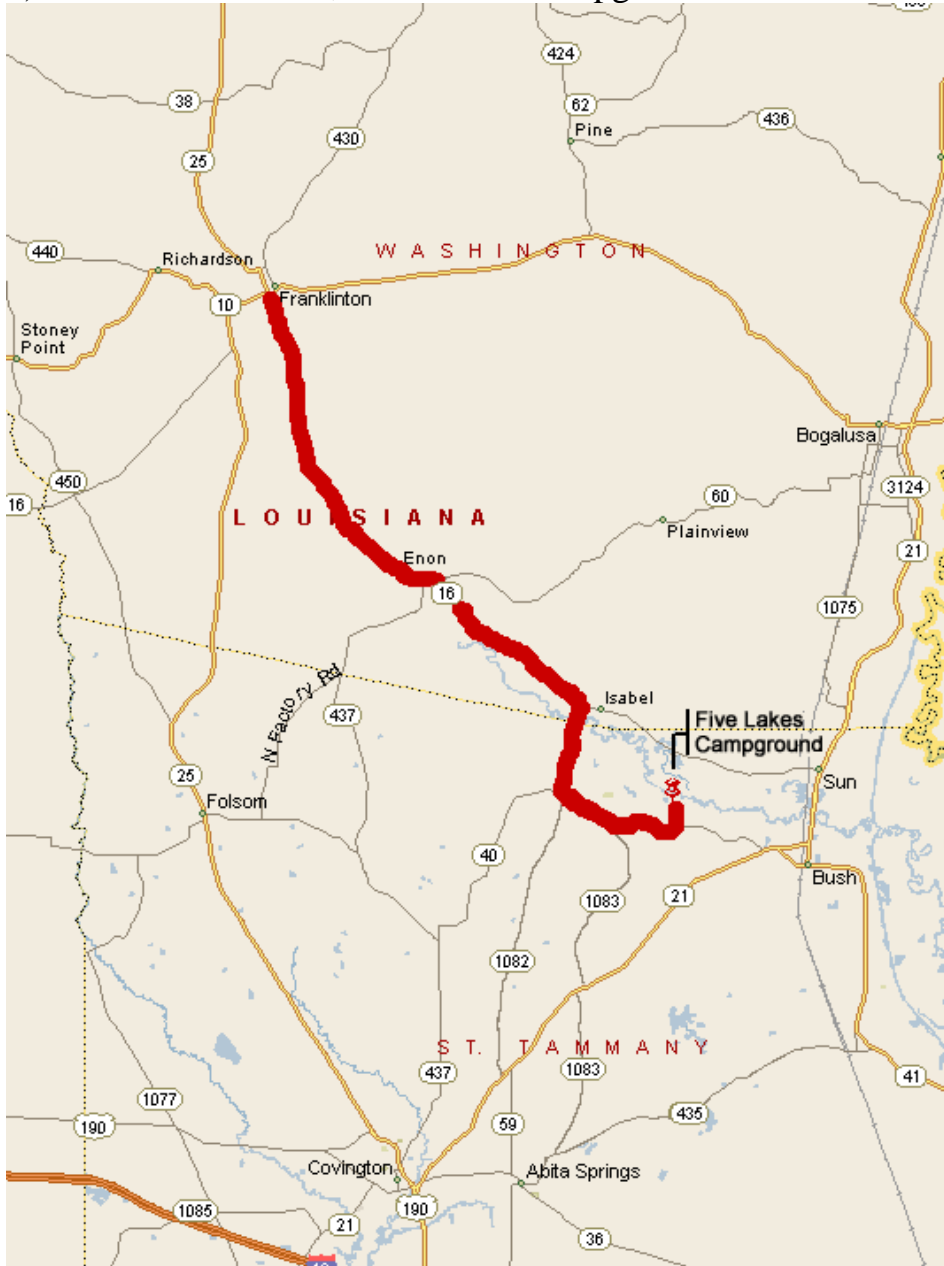 424
38
62
436
Pine
430
25
WASHINGTON
440
Richardson
10
Franklinton
Stoney
Point
Bogalusa
450
3124
16
60
LOUISIANA
Plainview
Enon
21
16
1075
N Factory Rd
Isabel
437
Five Lakes
Campground
25
Sun
Folsom
40
21
Bush
1083
1082
ST. TAMMANY
437
1083
41
1077
435
190
59
Covington
Abita Springs
190
1085
21
36